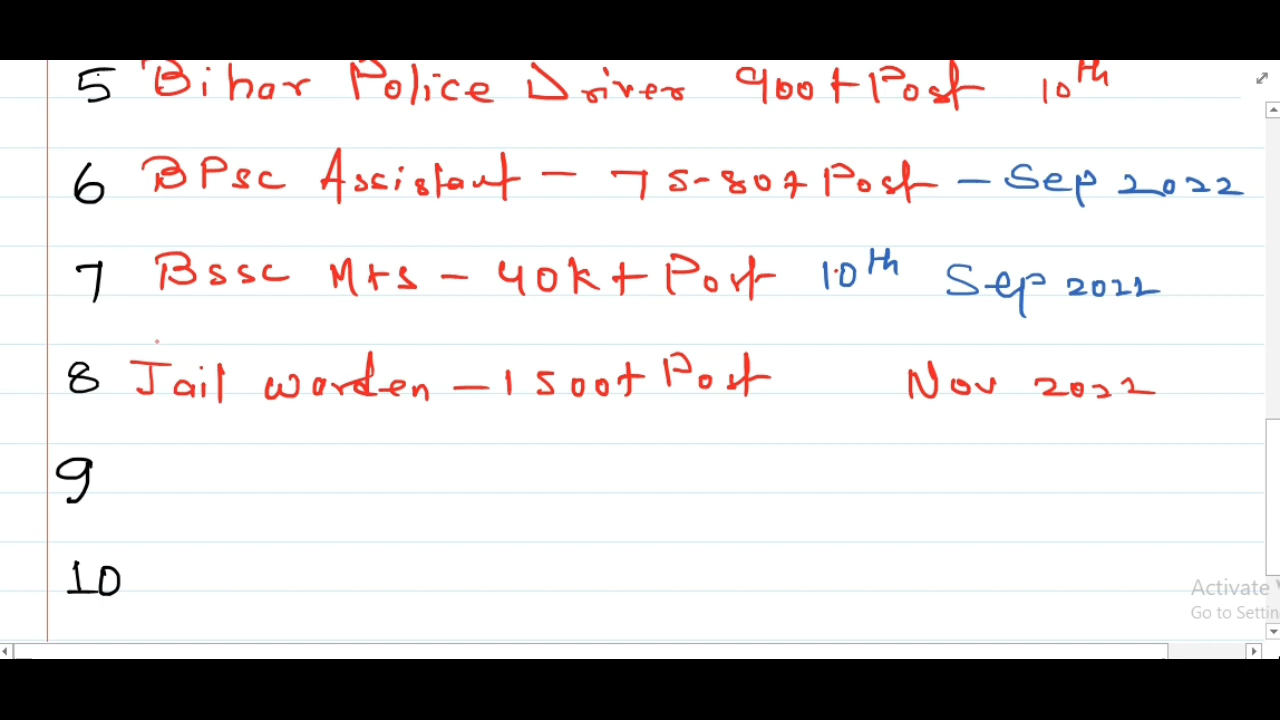 5 Bihar Police Driver 900+ Post 10th
6 BPSC Assistant - 75-80+ Post - Sep 2022
7 BSSC Mts - 40K+ Post 10th Sep 2022
8 Jail warden - 1500+ Post Nov 2022
9
10
Activate
Go to Settin